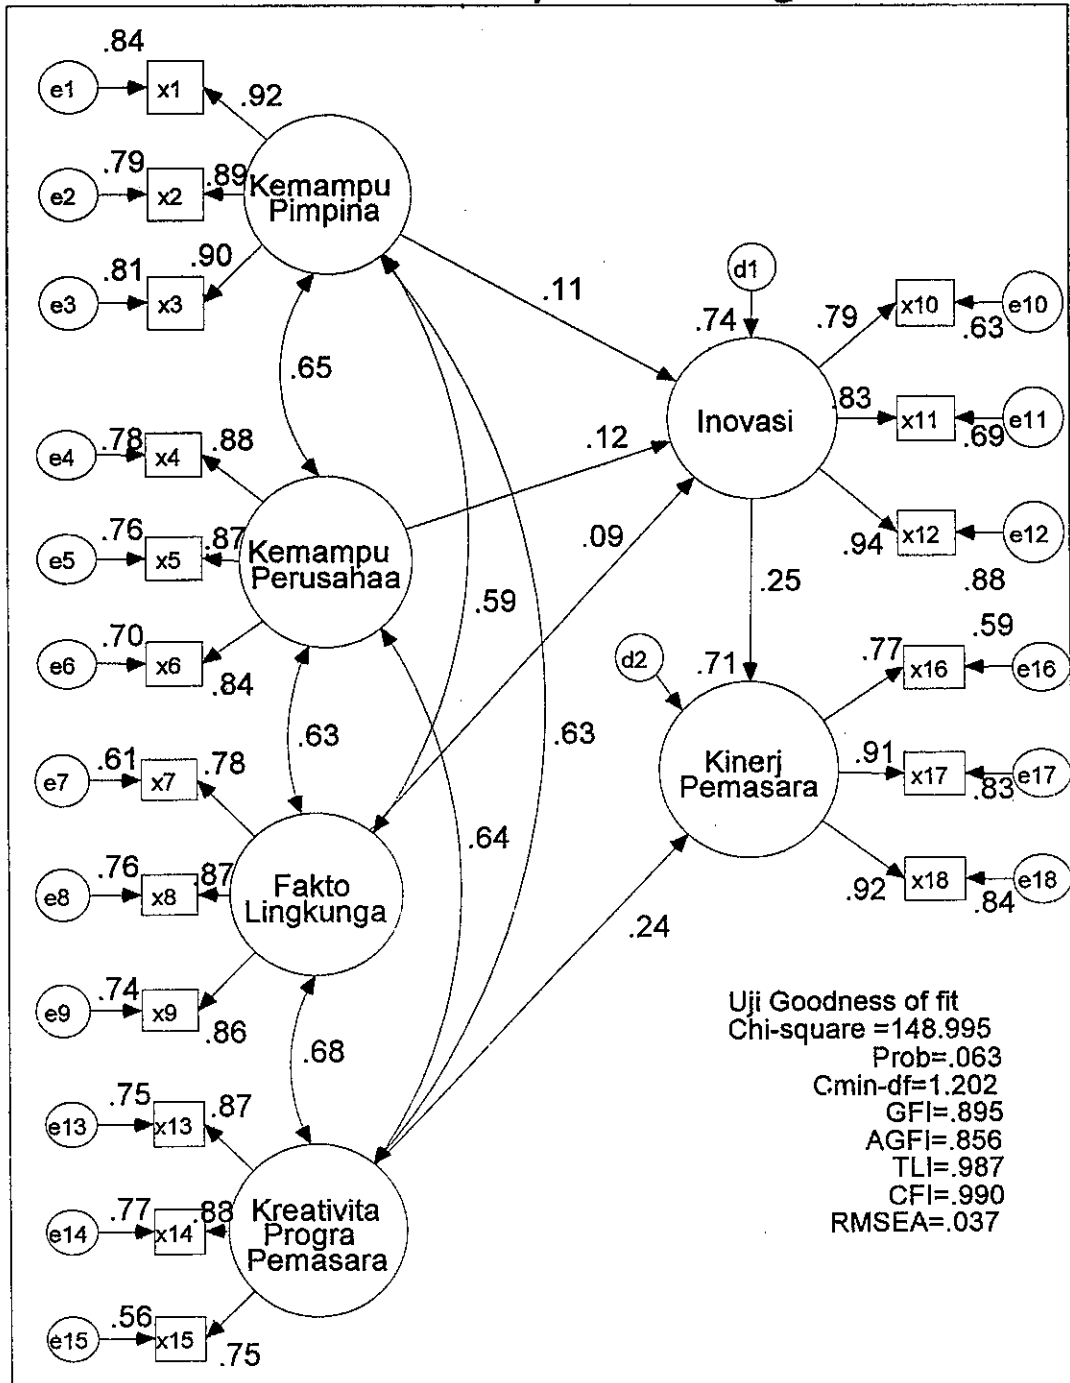 .84
e1
x1
.92
.79
e2
x2
.89
Kemampu
Pimpina
.81
.90
e3
x3
.65
.11
d1
.74
.79
x10
e10
.63
Inovasi
.83
x11
e11
.69
.94
x12
e12
.88
.78
e4
x4
.88
.12
.76
e5
x5
.87
Kemampu
Perusahaa
.70
e6
x6
.84
.09
.59
.25
.63
.63
.64
d2
.71
Kinerj
Pemasara
.77
x16
.59
e16
.91
x17
e17
.83
.92
x18
e18
.84
.61
e7
x7
.78
.76
e8
x8
.87
Fakto
Lingkunga
.74
e9
x9
.86
.68
.24
.75
e13
x13
.87
.77
e14
x14
.88
Kreativita
Progra
Pemasara
.56
e15
x15
.75
Uji Goodness of fit
Chi-square =148.995
Prob=.063
Cmin-df=1.202
GFI=.895
AGFI=.856
TLI=.987
CFI=.990
RMSEA=.037